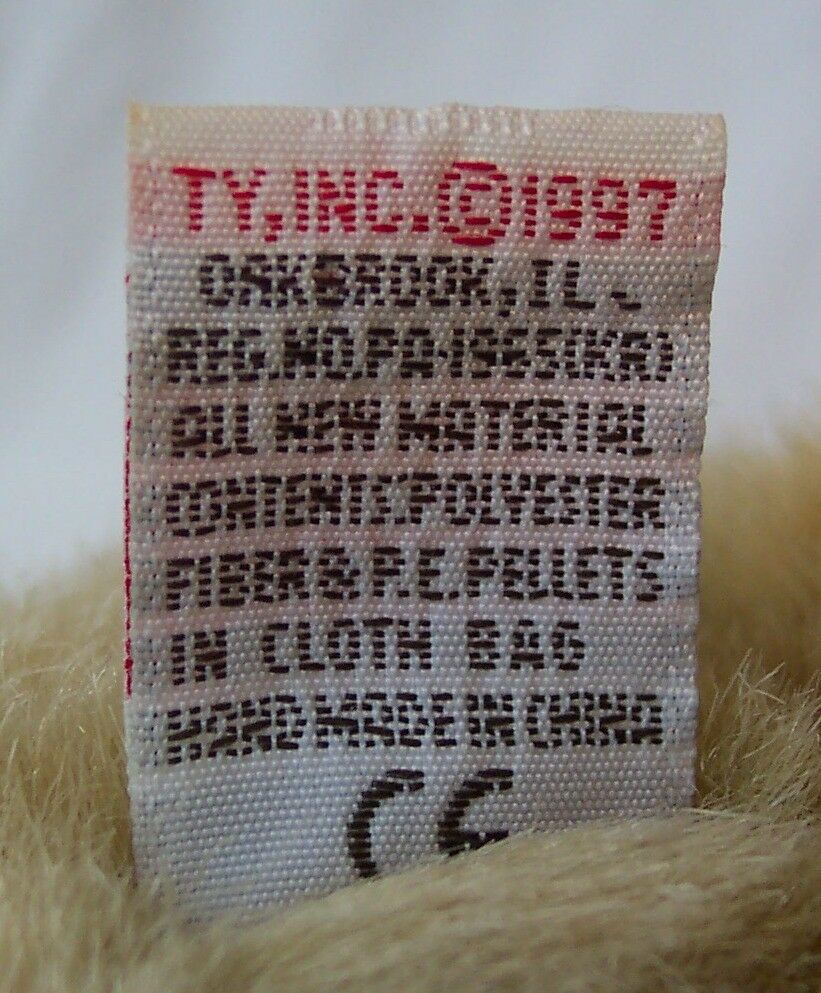 TY, INC. ©1997
OAKBROOK, IL.
REG.NO.PA-1965(KR)
ALL NEW MATERIAL
CONTENTS:POLYESTER
FIBER & P.E.PELLETS
IN CLOTH BAG
HAND MADE IN CHINA
CE